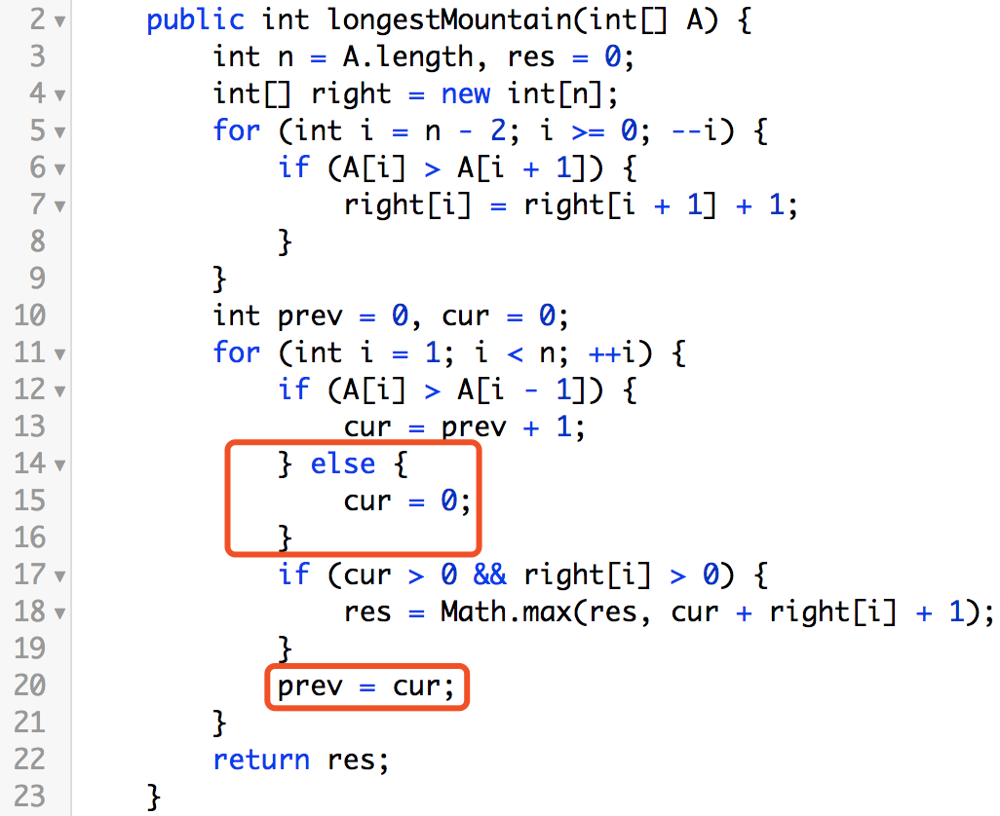 2 public int longestMountain(int[] A) {
3 int n = A.length, res = 0;
4 int[] right = new int[n];
5 for (int i = n - 2; i >= 0; --i) {
6 if (A[i] > A[i + 1]) {
7 right[i] = right[i + 1] + 1;
8 }
9 }
10 int prev = 0, cur = 0;
11 for (int i = 1; i < n; ++i) {
12 if (A[i] > A[i - 1]) {
13 cur = prev + 1;
14 } else {
15 cur = 0;
16 }
17 if (cur > 0 && right[i] > 0) {
18 res = Math.max(res, cur + right[i] + 1);
19 }
20 prev = cur;
21 }
22 return res;
23 }